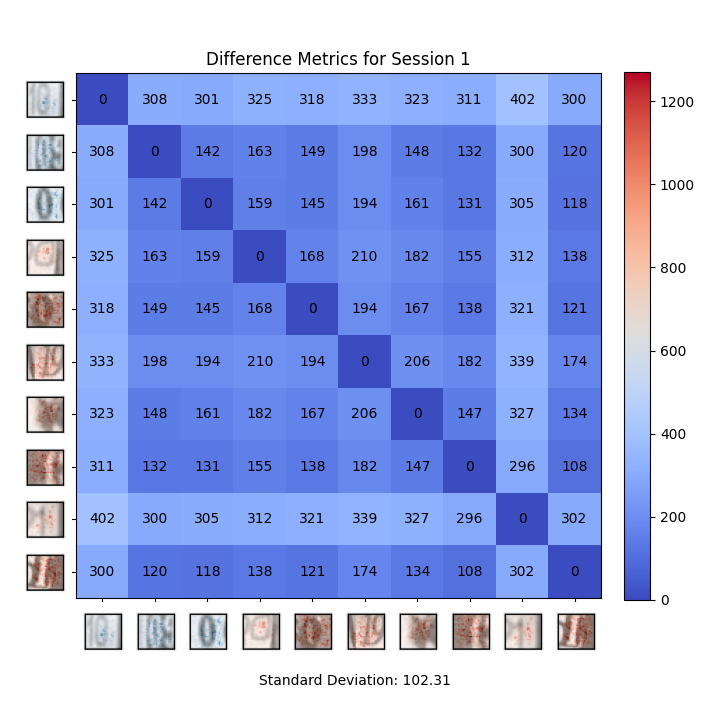 Difference Metrics for Session 1
0 308 301 325 318 333 323 311 402 300
308 0 142 163 149 198 148 132 300 120
301 142 0 159 145 194 161 131 305 118
325 163 159 0 168 210 182 155 312 138
318 149 145 168 0 194 167 138 321 121
333 198 194 210 194 0 206 182 339 174
323 148 161 182 167 206 0 147 327 134
311 132 131 155 138 182 147 0 296 108
402 300 305 312 321 339 327 296 0 302
300 120 118 138 121 174 134 108 302 0
1200
1000
800
600
400
200
0
Standard Deviation: 102.31